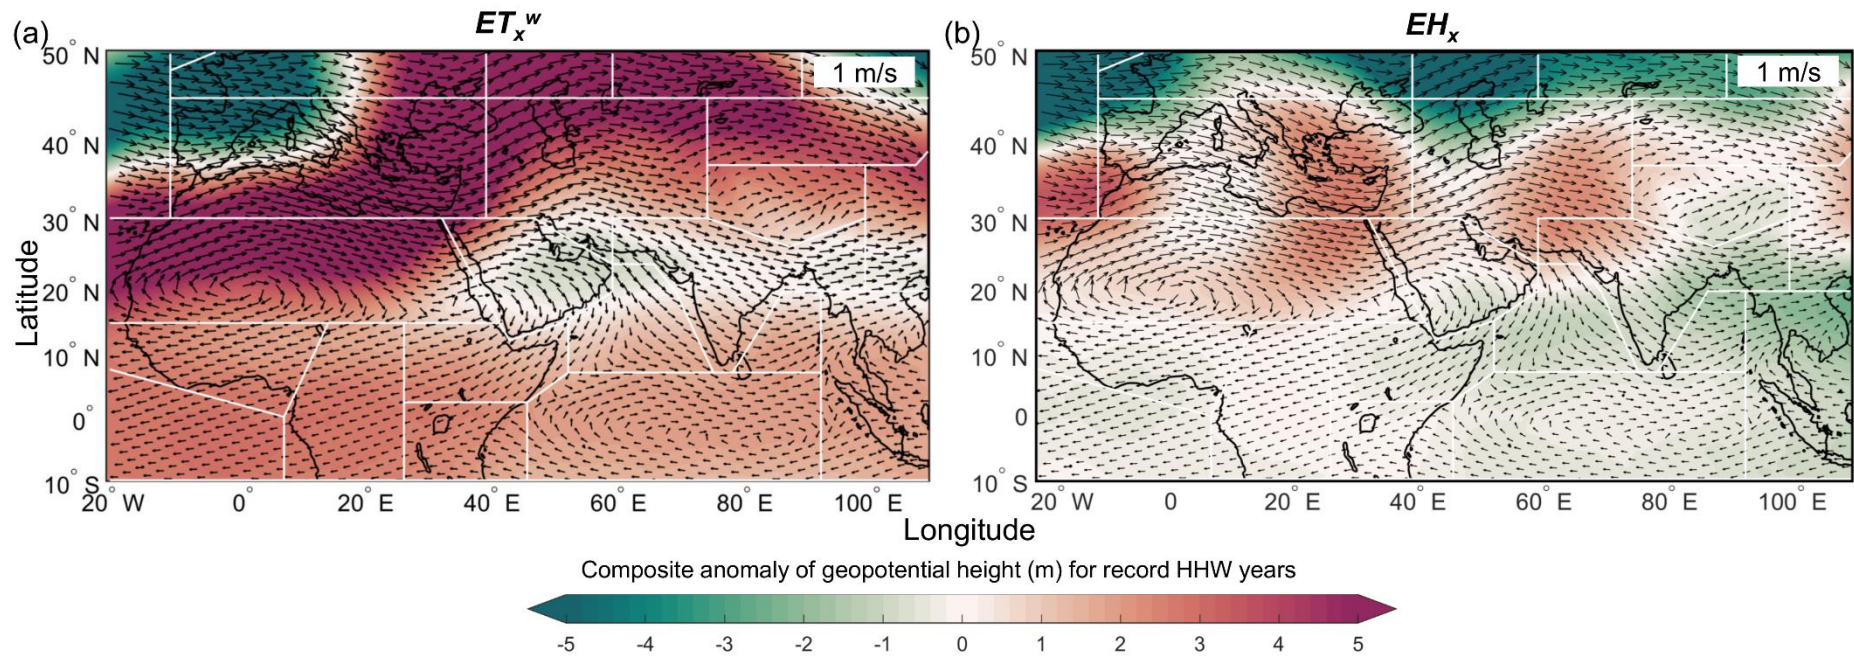 (a) ETₓʷ
(b) EHₓ
1 m/s
1 m/s
50° N
40° N
30° N
20° N
10° N
0°
10° S
Latitude
20° W 0° 20° E 40° E 60° E 80° E 100° E
50° N
40° N
30° N
20° N
10° N
0
10° S
20° W 0 20° E 40° E 60° E 80° E 100° E
Longitude
Composite anomaly of geopotential height (m) for record HHW years
-5 -4 -3 -2 -1 0 1 2 3 4 5